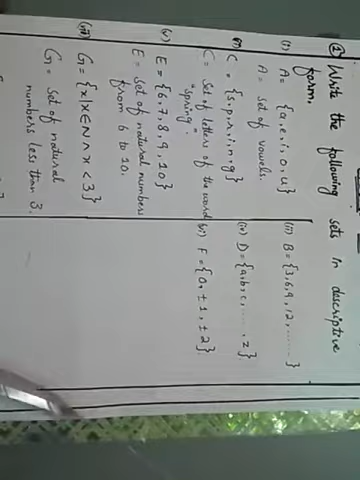 ① Write the following sets in descriptive
form.
(i) A = {a, e, i, o, u}
A = set of vowels.
(ii) B = {3, 6, 9, 12, ......}
(iii) C = {s, p, r, i, n, g}
C = set of letters of the word
"spring".
(iv) D = {a, b, c, ......, z}
(v) E = {6, 7, 8, 9, 10}
E = set of natural numbers
from 6 to 10.
(vi) F = {0, ±1, ±2}
(vii) G = {x|x∈N ∧ x < 3}
G = set of natural
numbers less than 3.